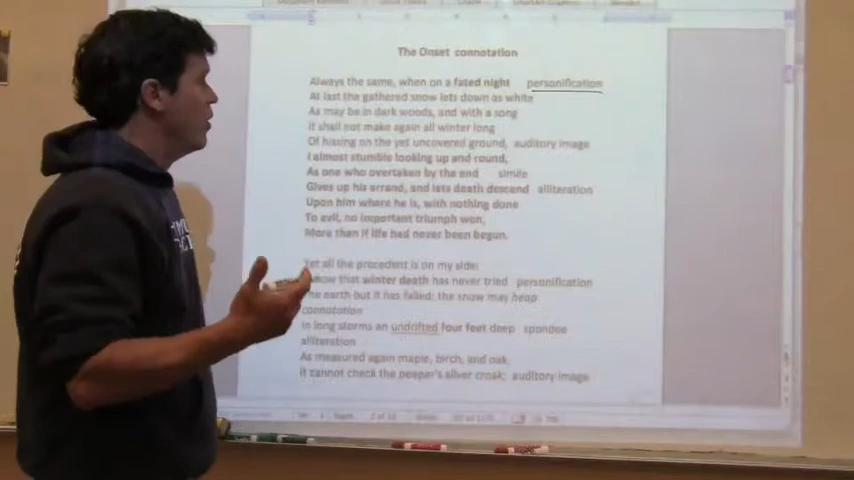 The Onset connotation
Always the same, when on a fated night personification
At last the gathered snow lets down as white
As may be in dark woods, and with a song
It shall not make again all winter long
Of hissing on the yet uncovered ground, auditory image
I almost stumble looking up and round,
As one who overtaken by the end simile
Gives up his errand, and lets death descend alliteration
Upon him where he is, with nothing done
To evil, no important triumph won,
More than if life had never been begun.
Yet all the precedent is on my side:
know that winter death has never tried personification
The earth but it has failed: the snow may heap
connotation
In long storms an undrifted four feet deep spondee
alliteration
As measured again maple, birch, and oak,
It cannot check the peeper's silver croak; auditory image